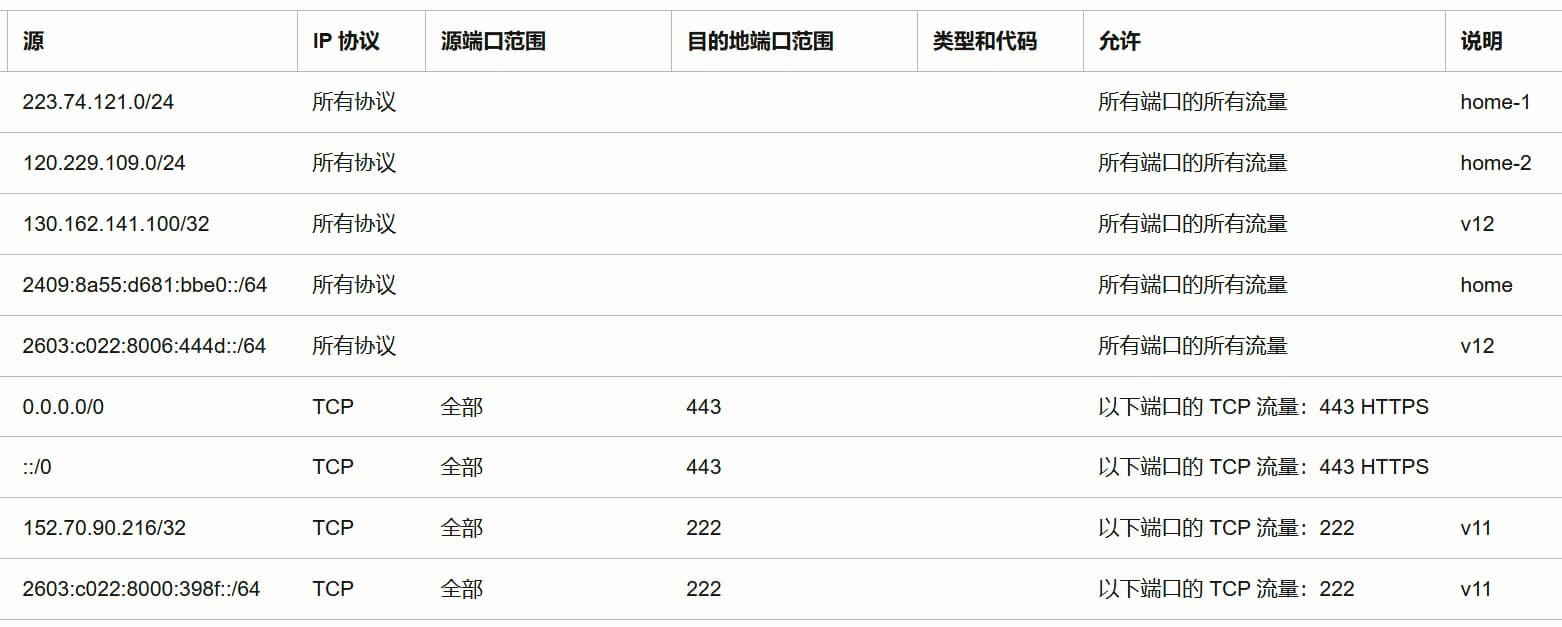 源 IP 协议 源端口范围 目的地端口范围 类型和代码 允许 说明
223.74.121.0/24 所有协议 所有端口的所有流量 home-1
120.229.109.0/24 所有协议 所有端口的所有流量 home-2
130.162.141.100/32 所有协议 所有端口的所有流量 v12
2409:8a55:d681:bbe0::/64 所有协议 所有端口的所有流量 home
2603:c022:8006:444d::/64 所有协议 所有端口的所有流量 v12
0.0.0.0/0 TCP 全部 443 以下端口的 TCP 流量：443 HTTPS
::/0 TCP 全部 443 以下端口的 TCP 流量：443 HTTPS
152.70.90.216/32 TCP 全部 222 以下端口的 TCP 流量：222 v11
2603:c022:8000:398f::/64 TCP 全部 222 以下端口的 TCP 流量：222 v11